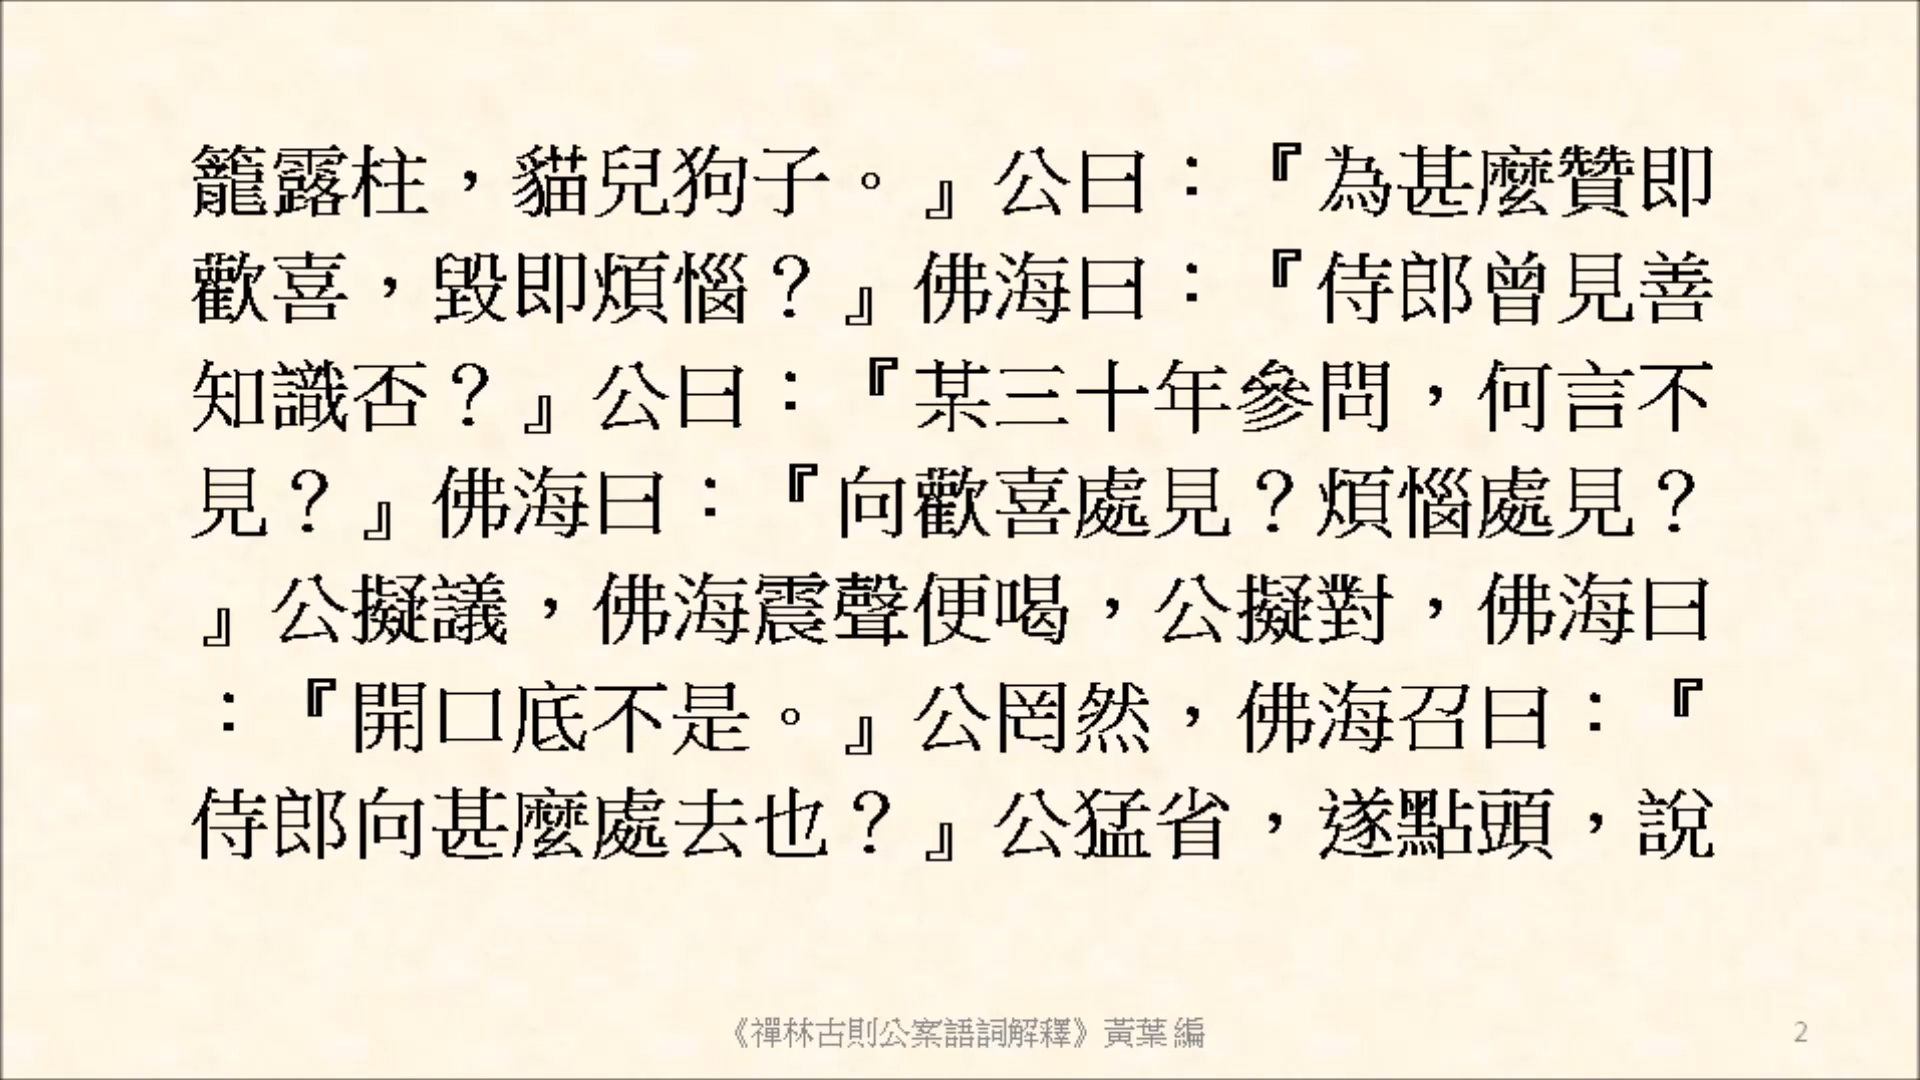 籠露柱，貓兒狗子。』公曰：『為甚麼贊即
歡喜，毀即煩惱？』佛海曰：『侍郎曾見善
知識否？』公曰：『某三十年參問，何言不
見？』佛海曰：『向歡喜處見？煩惱處見？
』公擬議，佛海震聲便喝，公擬對，佛海曰
：『開口底不是。』公罔然，佛海召曰：『
侍郎向甚麼處去也？』公猛省，遂點頭，說
《禪林古則公案語詞解釋》黃葉 編
2